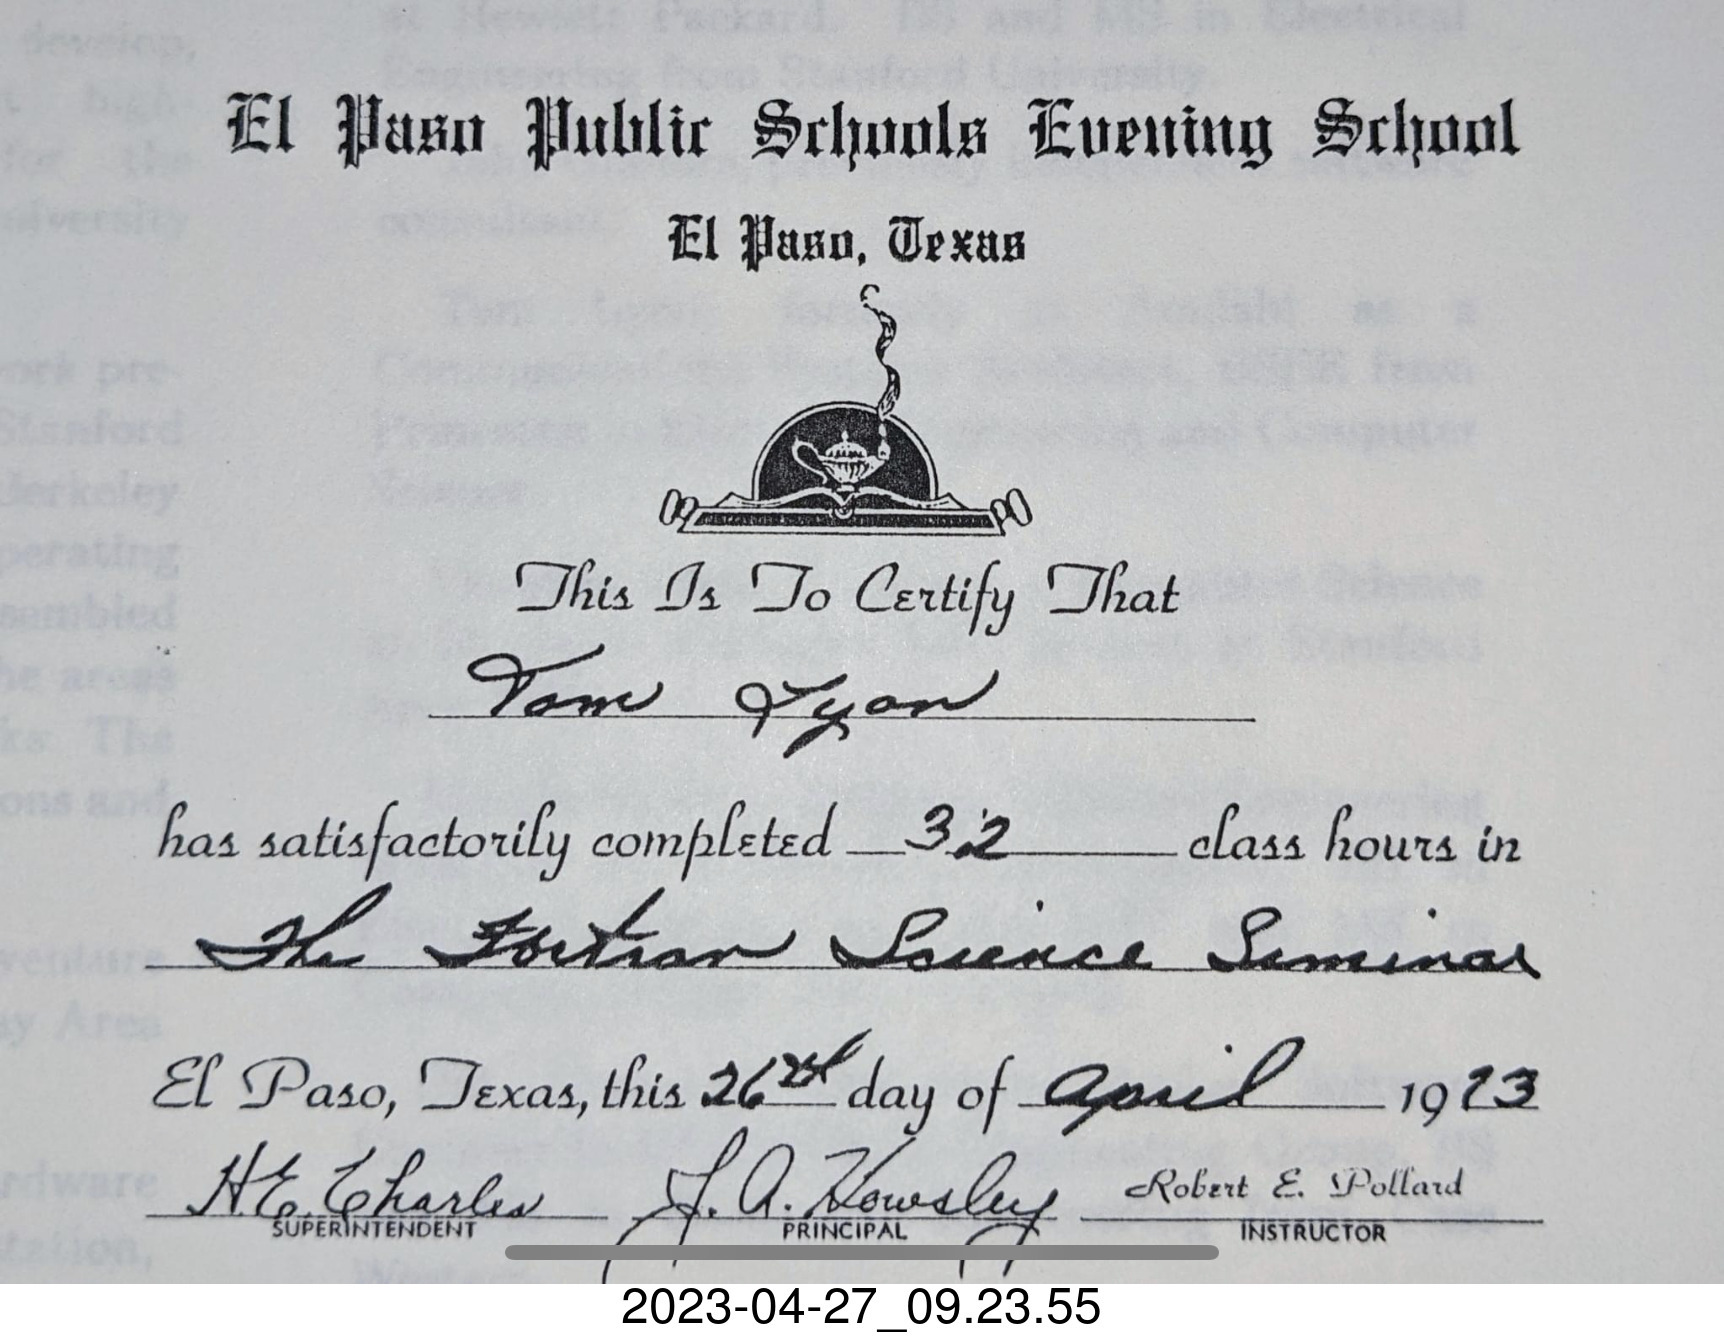 El Paso Public Schools Evening School
El Paso, Texas
This Is To Certify That
Tom Lyon
has satisfactorily completed 32 class hours in
The Fortran Science Seminar
El Paso, Texas, this 26th day of April 1973
H.E. Charles J. A. Howsley Robert E. Pollard
SUPERINTENDENT PRINCIPAL INSTRUCTOR
2023-04-27_09.23.55